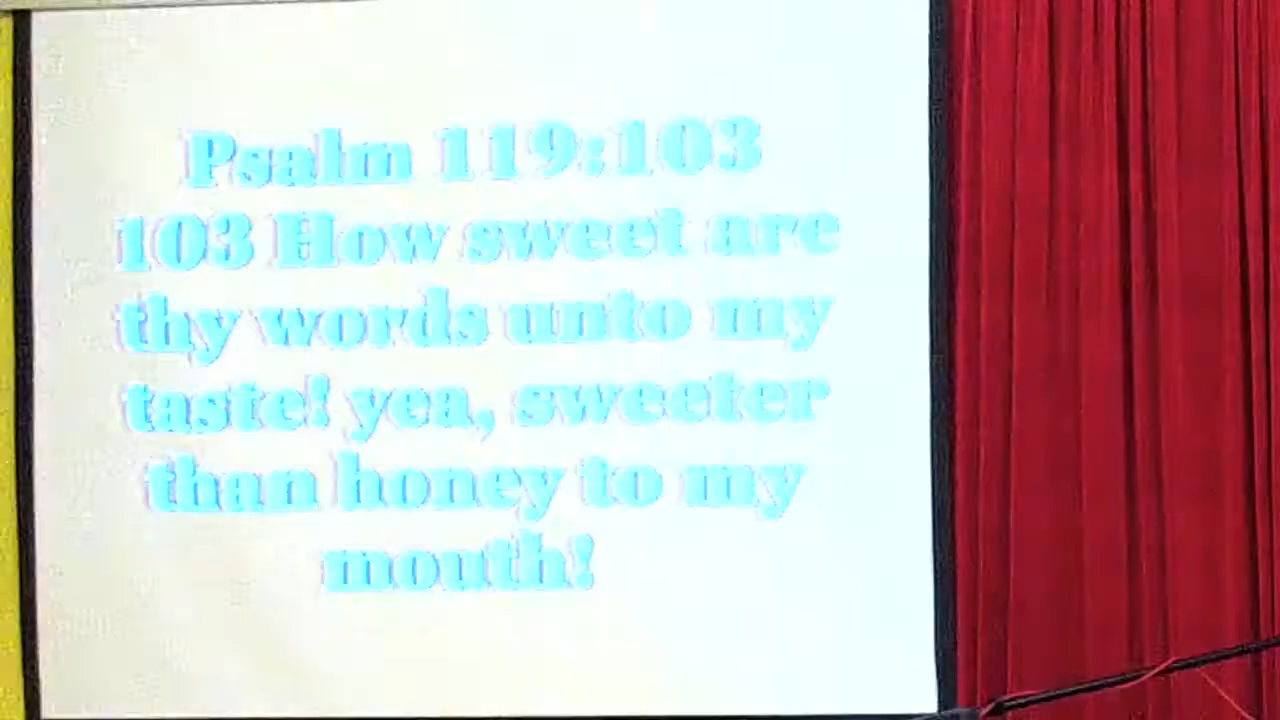 Psalm 119:103
103 How sweet are
thy words unto my
taste! yea, sweeter
than honey to my
mouth!